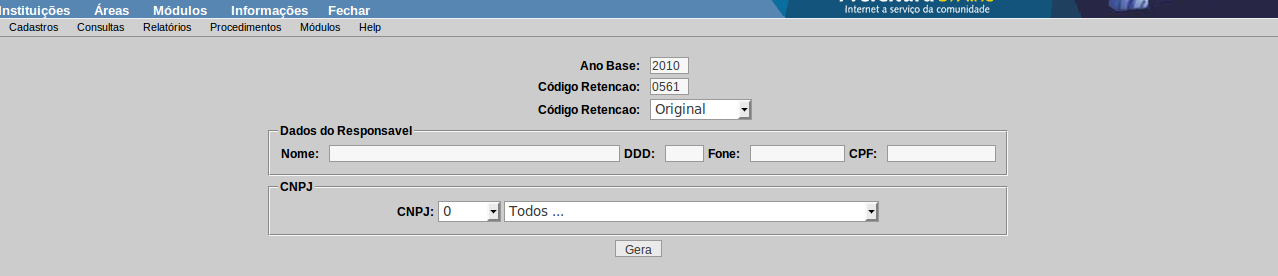 Instituições Áreas Módulos Informações Fechar
Internet a serviço da comunidade
Cadastros Consultas Relatórios Procedimentos Módulos Help
Ano Base: 2010
Código Retencao: 0561
Código Retencao: Original
Dados do Responsavel
Nome: DDD: Fone: CPF:
CNPJ
CNPJ: 0 Todos ...
Gera